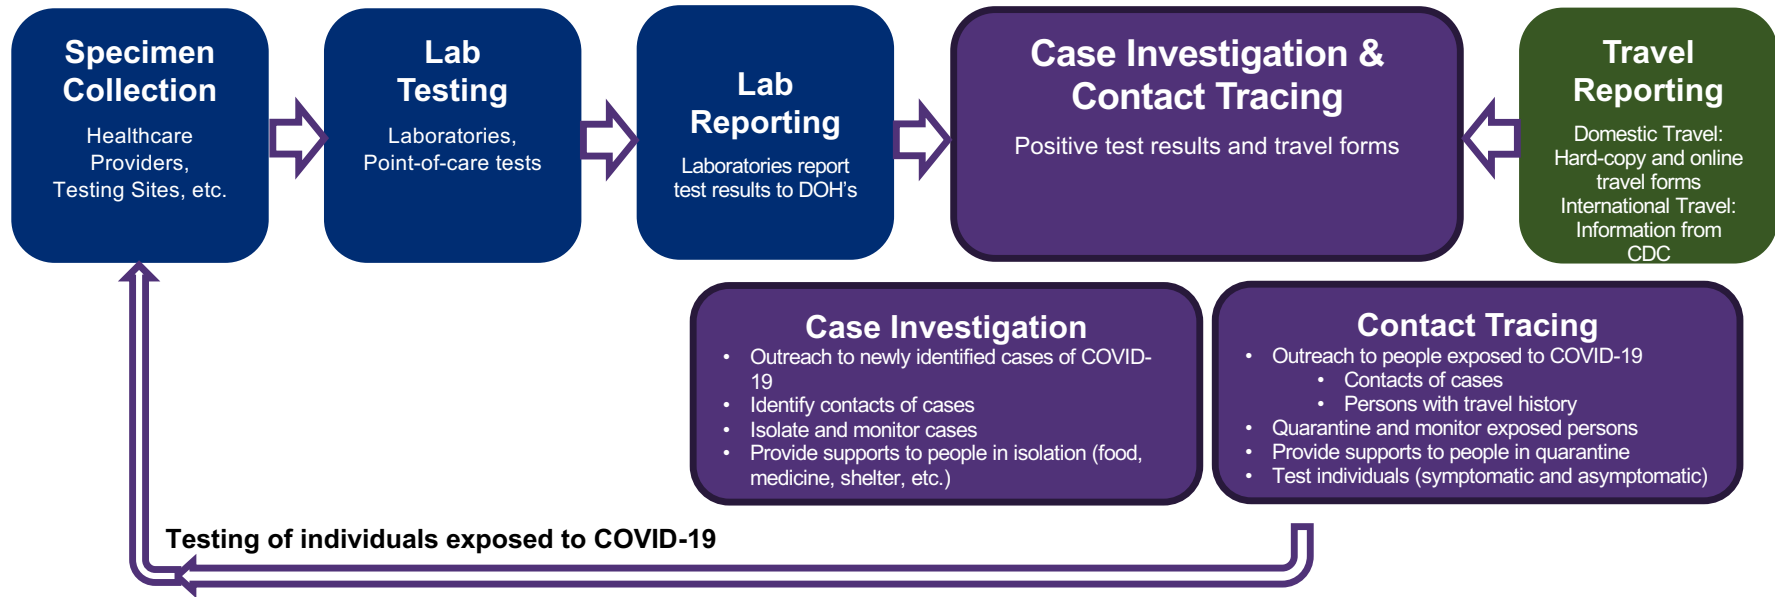 Specimen
Collection
Healthcare
Providers,
Testing Sites, etc.
Lab
Testing
Laboratories,
Point-of-care tests
Lab
Reporting
Laboratories report
test results to DOH's
Case Investigation &
Contact Tracing
Positive test results and travel forms
Travel
Reporting
Domestic Travel:
Hard-copy and online
travel forms
International Travel:
Information from
CDC
Case Investigation
• Outreach to newly identified cases of COVID-
19
• Identify contacts of cases
• Isolate and monitor cases
• Provide supports to people in isolation (food,
medicine, shelter, etc.)
Contact Tracing
• Outreach to people exposed to COVID-19
• Contacts of cases
• Persons with travel history
• Quarantine and monitor exposed persons
• Provide supports to people in quarantine
• Test individuals (symptomatic and asymptomatic)
Testing of individuals exposed to COVID-19